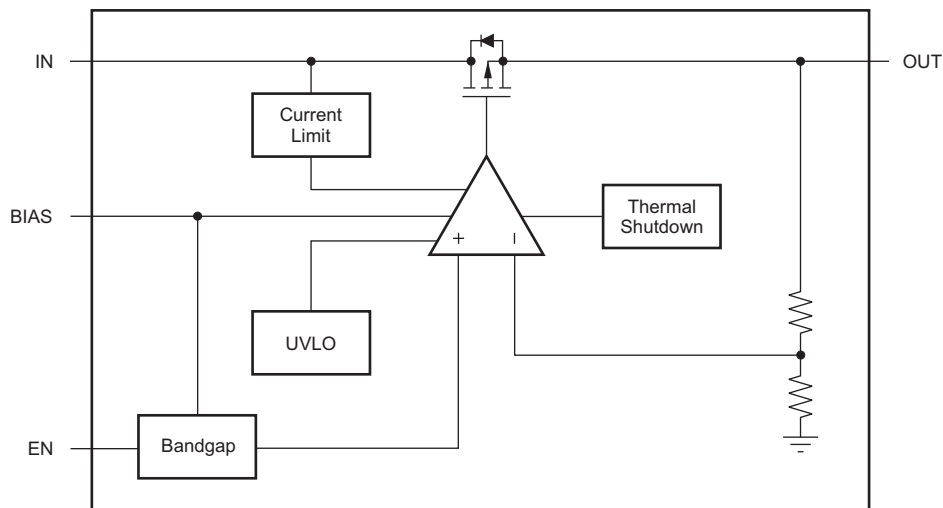 IN
OUT
Current
Limit
BIAS
Thermal
Shutdown
+
–
UVLO
EN
Bandgap